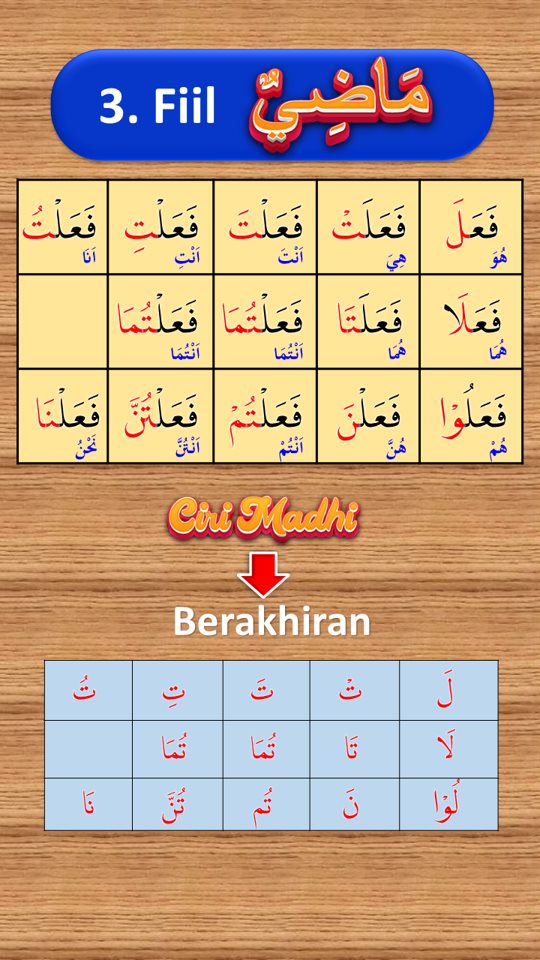 3. Fiil مَاضِيٌّ
فَعَلَ فَعَلَتْ فَعَلْتَ فَعَلْتِ فَعَلْتُ
هُوَ هِيَ اَنْتَ اَنْتِ اَنَا
فَعَلَا فَعَلَتَا فَعَلْتُمَا فَعَلْتُمَا
هُمَا هُمَا اَنْتُمَا اَنْتُمَا
فَعَلُوْا فَعَلْنَ فَعَلْتُمْ فَعَلْتُنَّ فَعَلْنَا
هُمْ هُنَّ اَنْتُمْ اَنْتُنَّ نَحْنُ
Ciri Madhi
Berakhiran
لَ تْ تَ تِ تُ
لَا تَا تُمَا تُمَا
لُوْا نَ تُم تُنَّ نَا